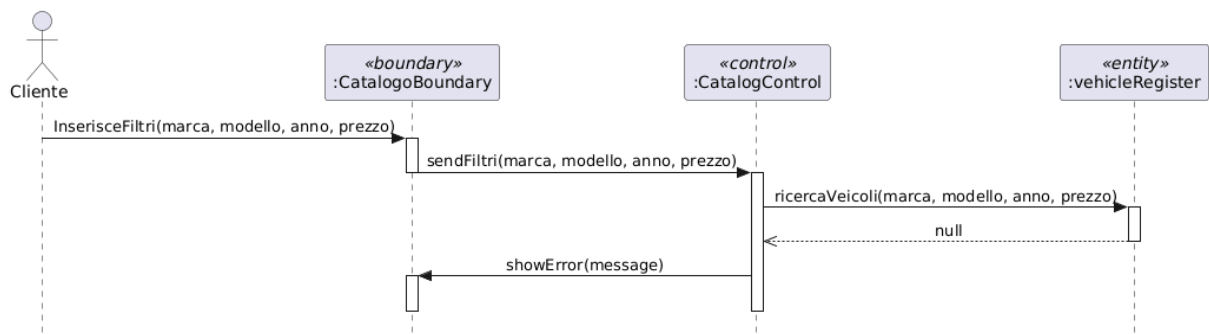 Cliente
«boundary»
:CatalogoBoundary
«control»
:CatalogControl
«entity»
:vehicleRegister
InserisceFiltri(marca, modello, anno, prezzo)
sendFiltri(marca, modello, anno, prezzo)
ricercaVeicoli(marca, modello, anno, prezzo)
null
showError(message)